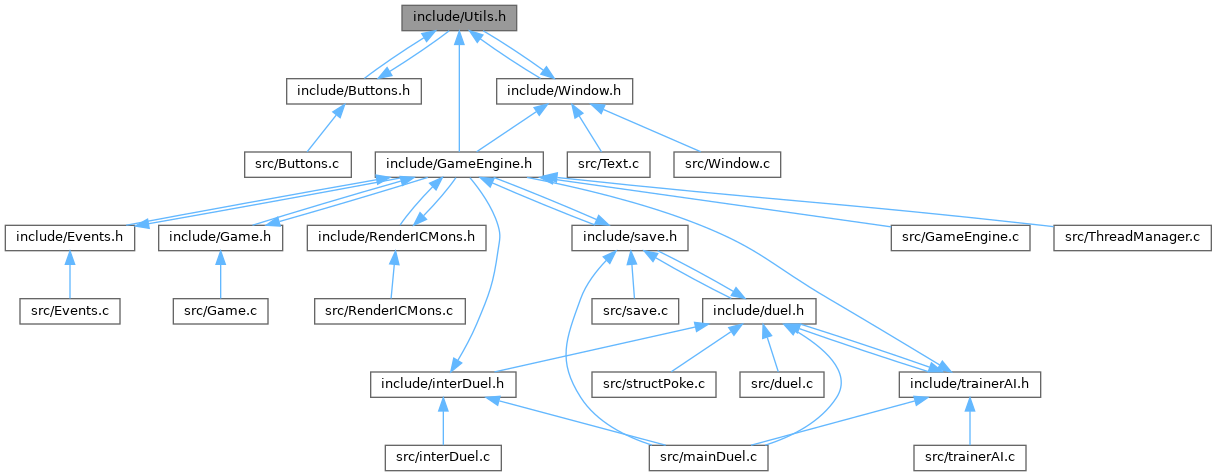 include/Utils.h
include/Buttons.h
include/Window.h
src/Buttons.c
include/GameEngine.h
src/Text.c
src/Window.c
include/Events.h
include/Game.h
include/RenderICMons.h
include/save.h
src/GameEngine.c
src/ThreadManager.c
src/Events.c
src/Game.c
src/RenderICMons.c
src/save.c
include/duel.h
include/interDuel.h
src/structPoke.c
src/duel.c
include/trainerAI.h
src/interDuel.c
src/mainDuel.c
src/trainerAI.c